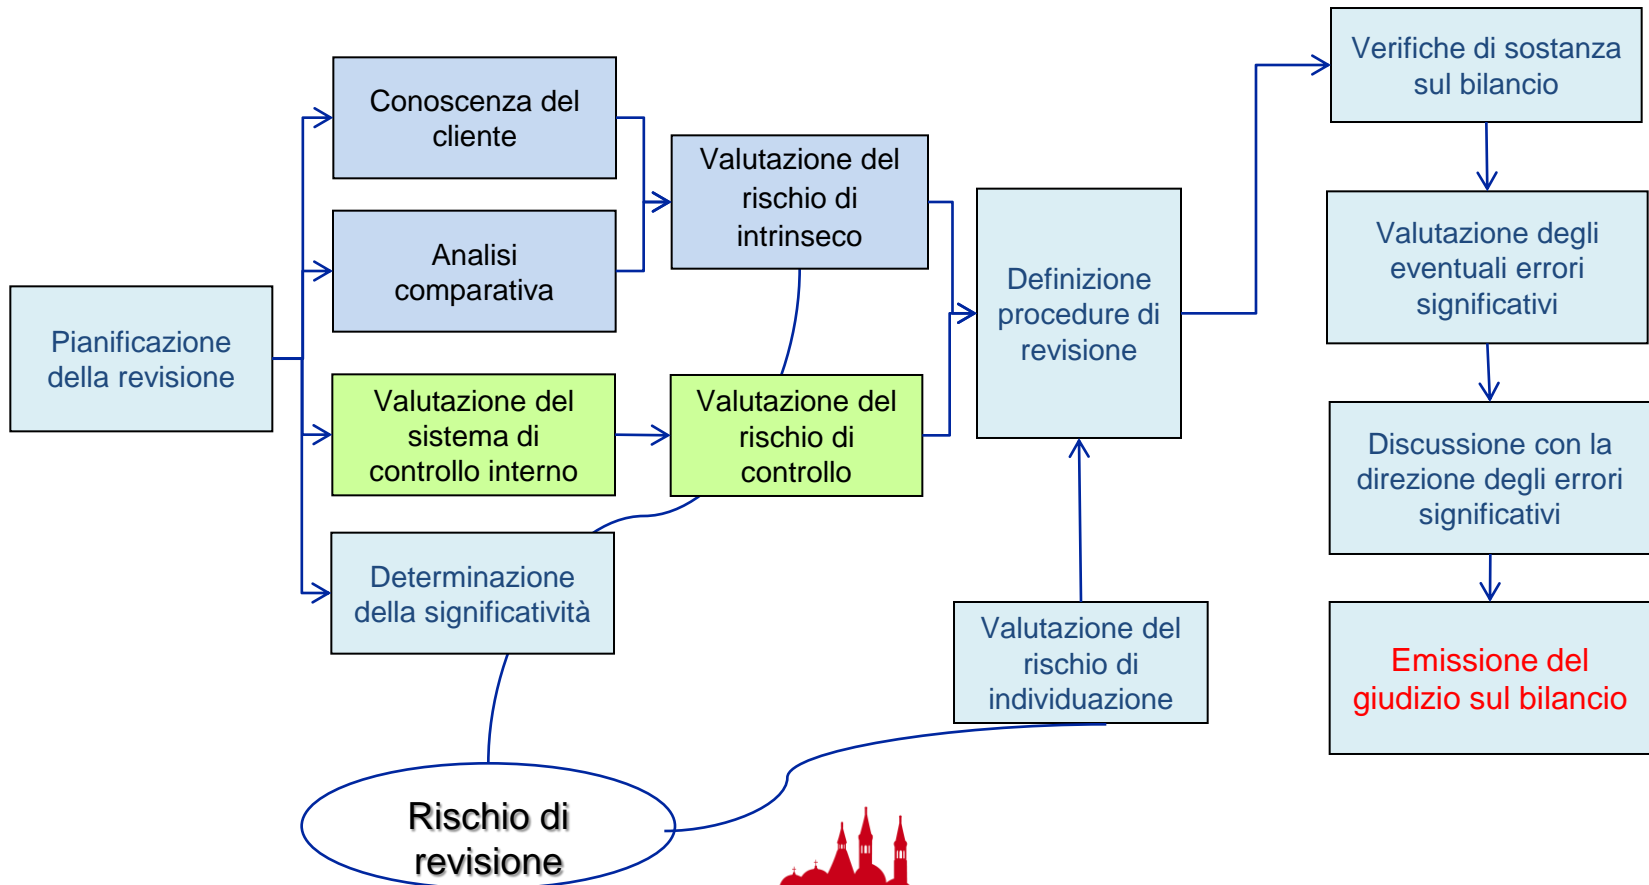 Pianificazione
della revisione
Conoscenza del
cliente
Analisi
comparativa
Valutazione del
sistema di
controllo interno
Determinazione
della significatività
Valutazione del
rischio di
intrinseco
Valutazione del
rischio di
controllo
Definizione
procedure di
revisione
Valutazione del
rischio di
individuazione
Rischio di
revisione
Verifiche di sostanza
sul bilancio
Valutazione degli
eventuali errori
significativi
Discussione con la
direzione degli errori
significativi
Emissione del
giudizio sul bilancio